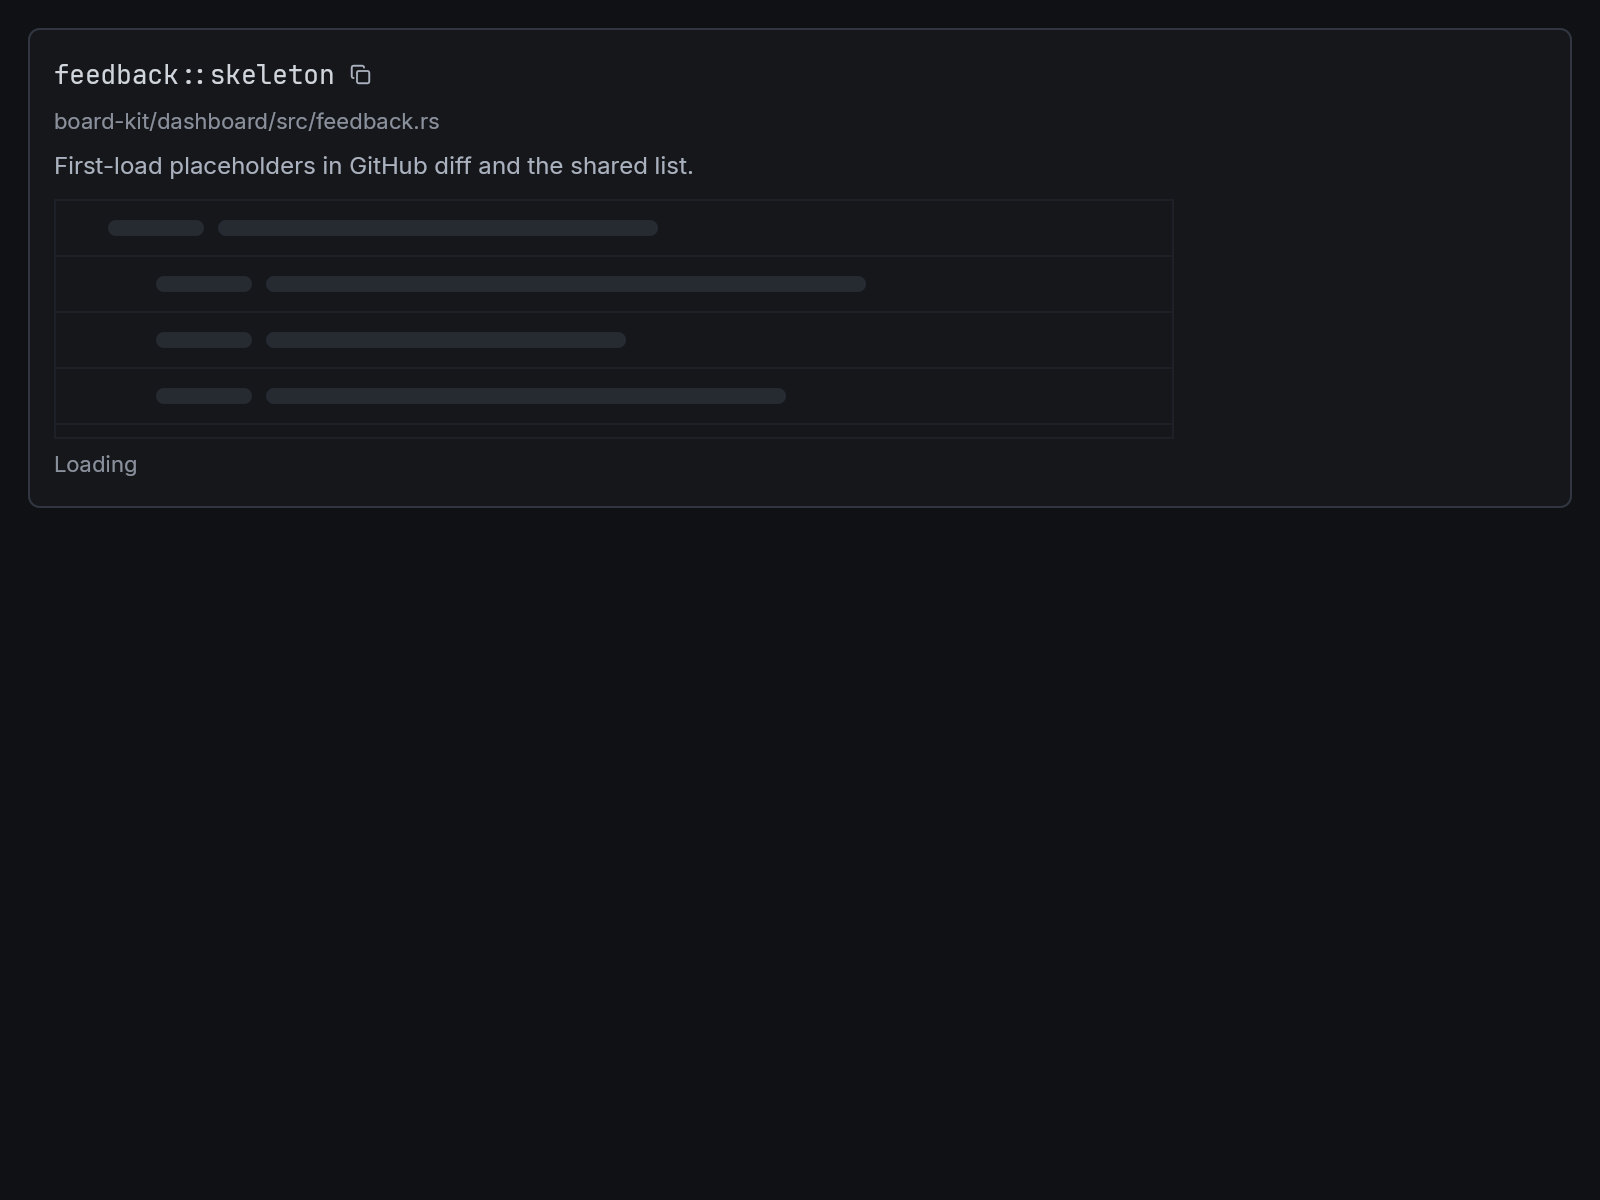 feedback::skeleton
board-kit/dashboard/src/feedback.rs
First-load placeholders in GitHub diff and the shared list.
Loading